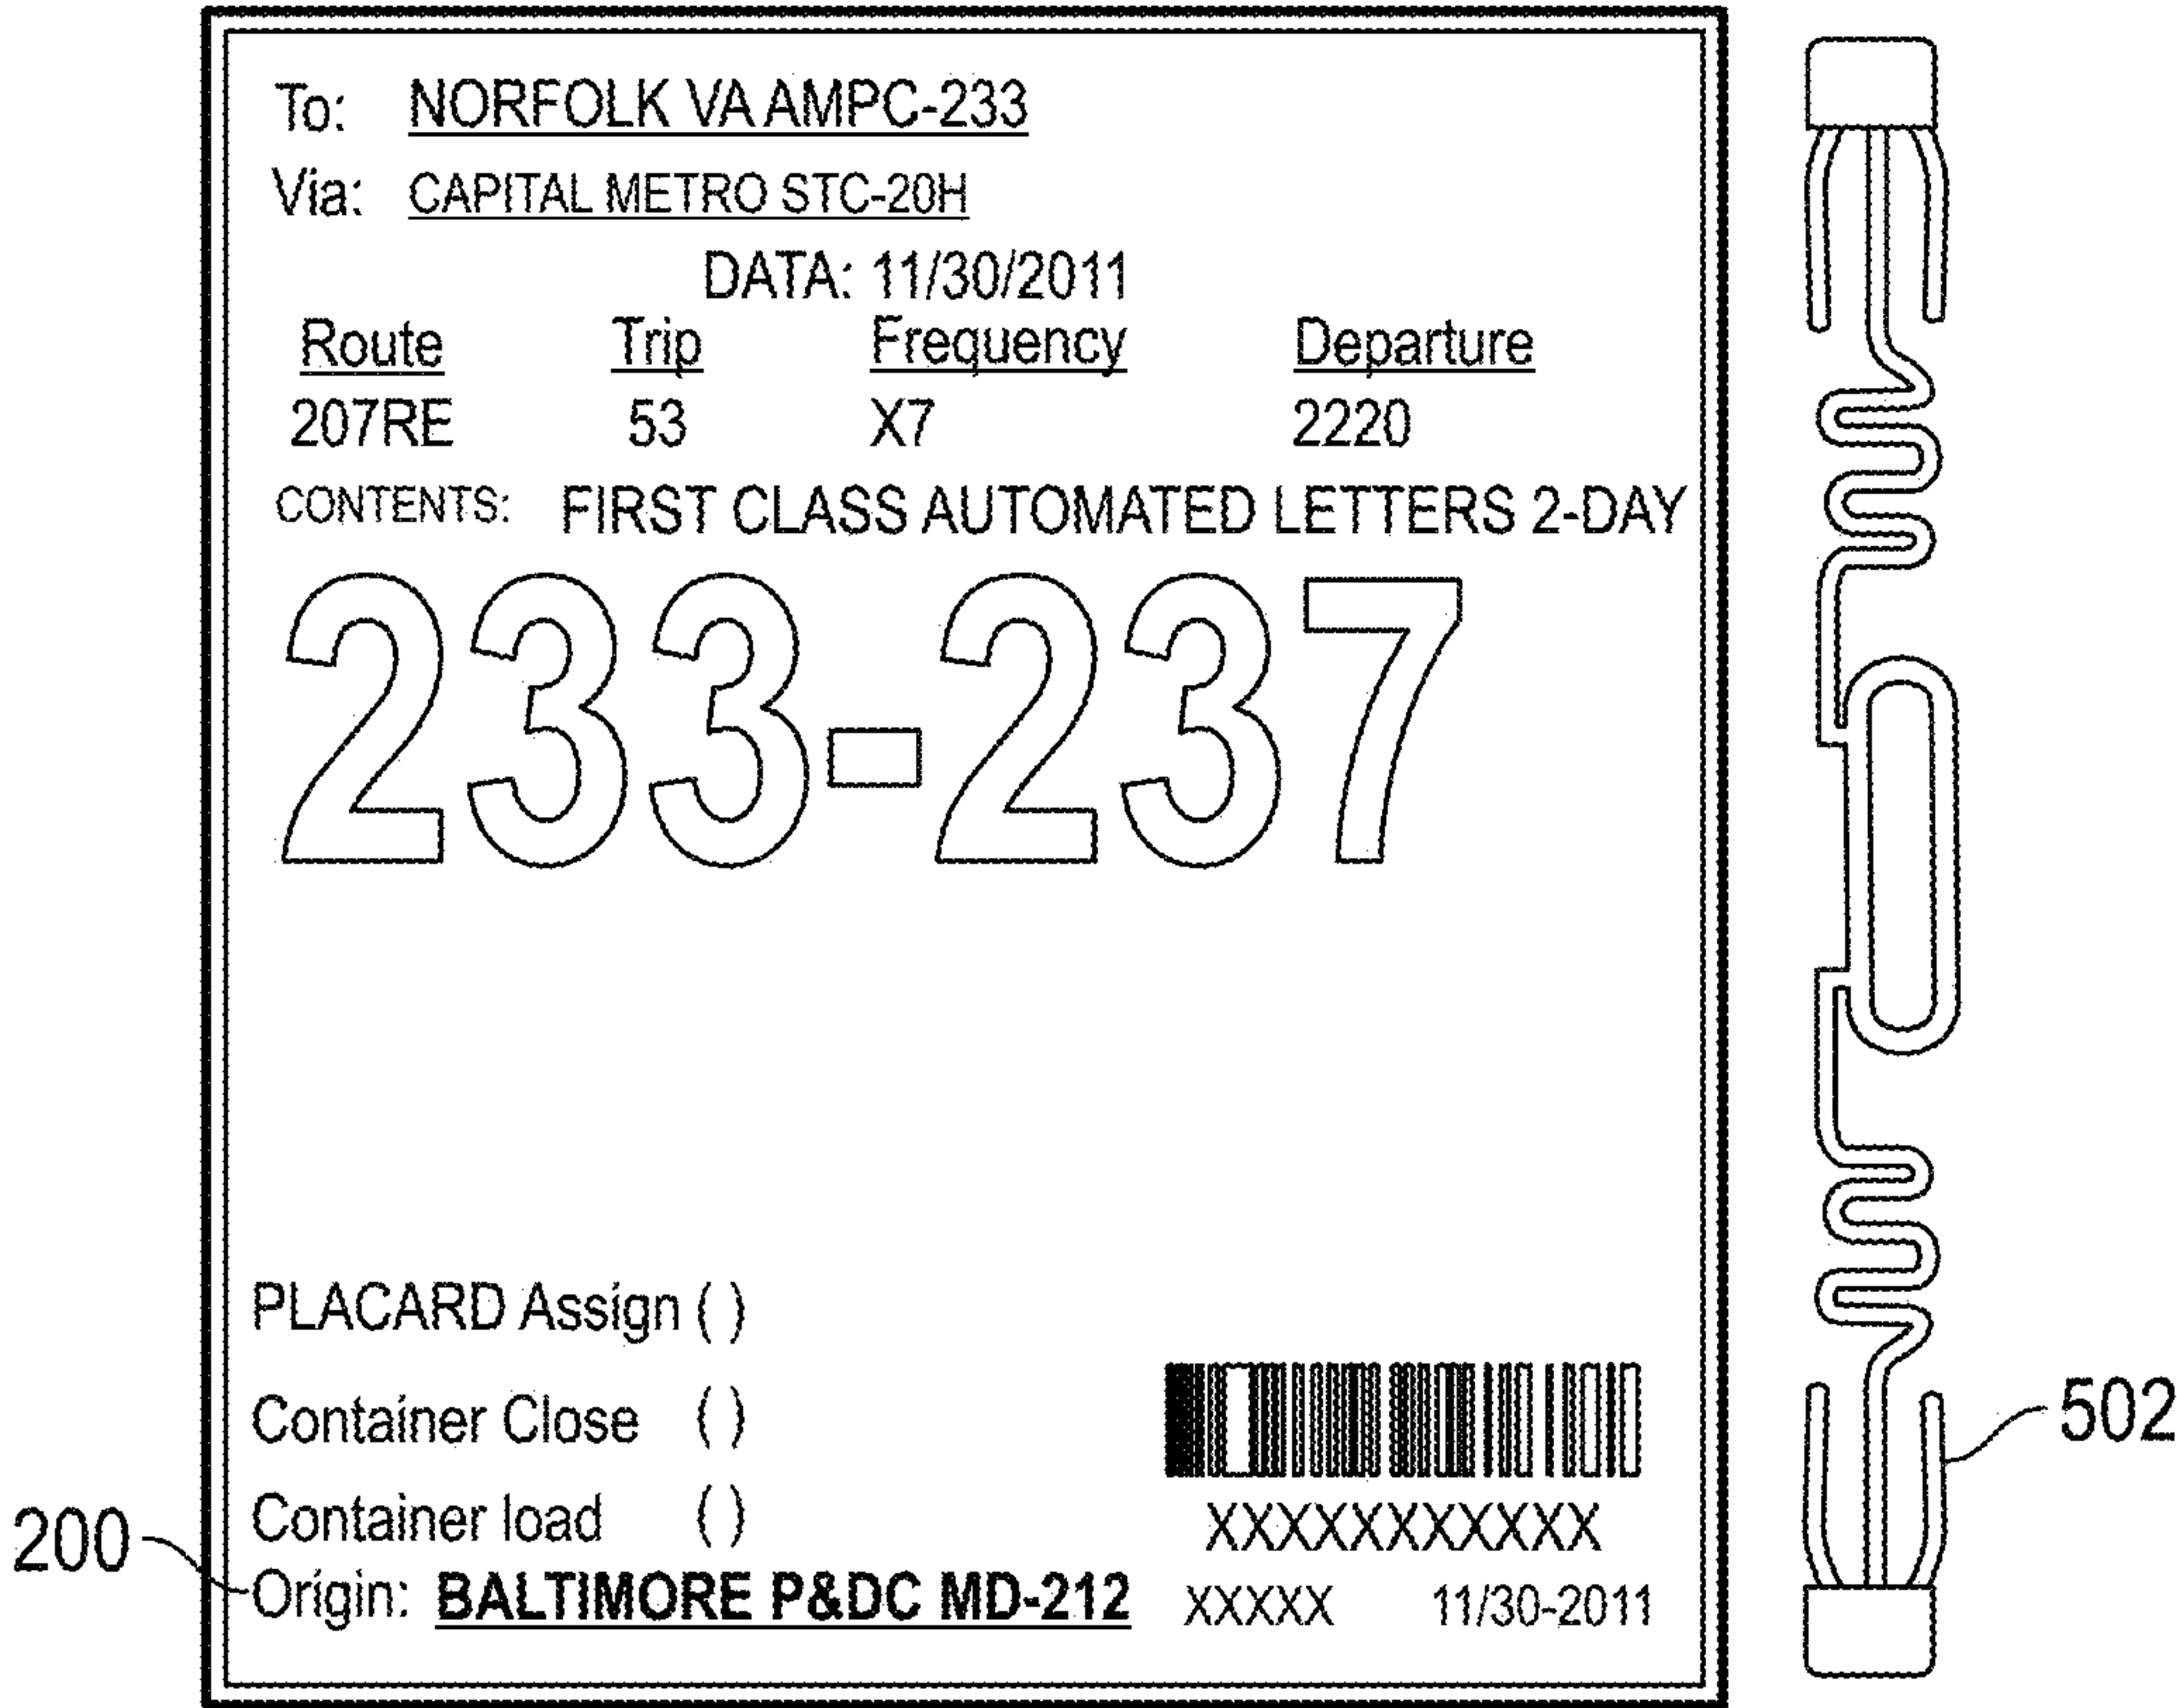 To: NORFOLK VA AMPC-233
Via: CAPITAL METRO STC-20H
DATA: 11/30/2011
Route Trip Frequency Departure
207RE 53 X7 2220
CONTENTS: FIRST CLASS AUTOMATED LETTERS 2-DAY
233-237
PLACARD Assign ( )
Container Close ( )
502
Container load ( )
XXXXXXXXXXX
200
Origin: BALTIMORE P&DC MD-212 XXXXX 11/30-2011